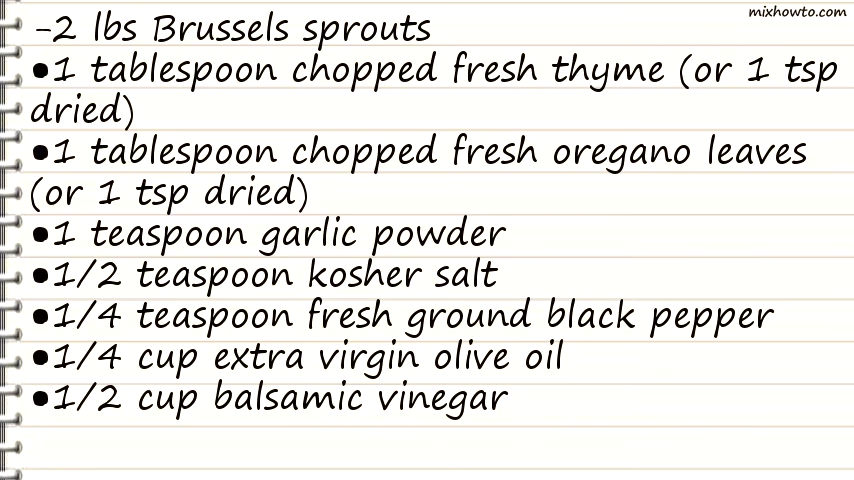 mixhowto.com
-2 lbs Brussels sprouts
•1 tablespoon chopped fresh thyme (or 1 tsp
dried)
•1 tablespoon chopped fresh oregano leaves
(or 1 tsp dried)
•1 teaspoon garlic powder
•1/2 teaspoon kosher salt
•1/4 teaspoon fresh ground black pepper
•1/4 cup extra virgin olive oil
•1/2 cup balsamic vinegar